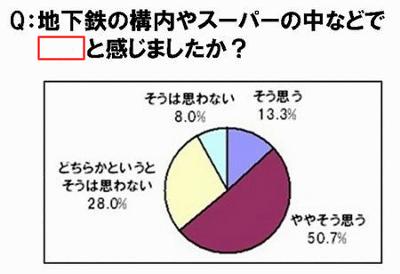 Q:地下鉄の構内やスーパーの中などで
と感じましたか？
そうは思わない
8.0%
そう思う
13.3%
どちらかというと
そうは思わない
28.0%
ややそう思う
50.7%